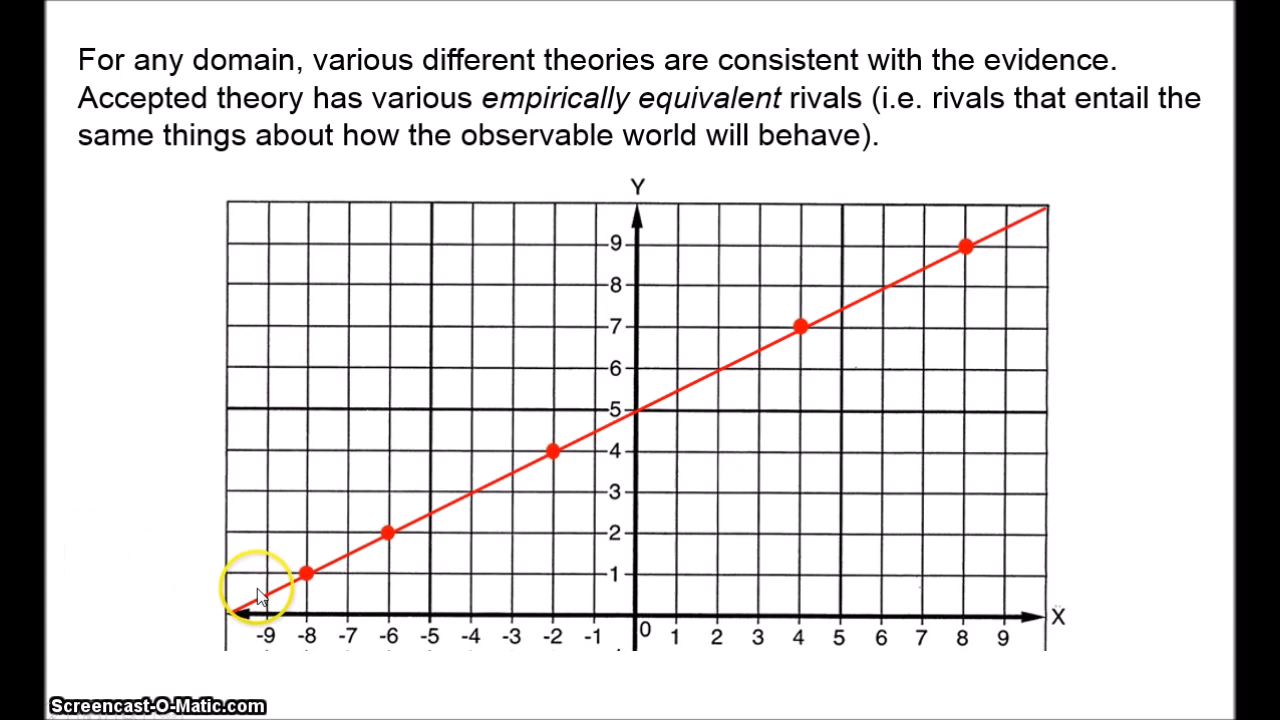 For any domain, various different theories are consistent with the evidence.
Accepted theory has various empirically equivalent rivals (i.e. rivals that entail the
same things about how the observable world will behave).
Y
9
8
7
6
5
4
3
2
1
-9 -8 -7 -6 -5 -4 -3 -2 -1 0 1 2 3 4 5 6 7 8 9 X
Screencast-O-Matic.com